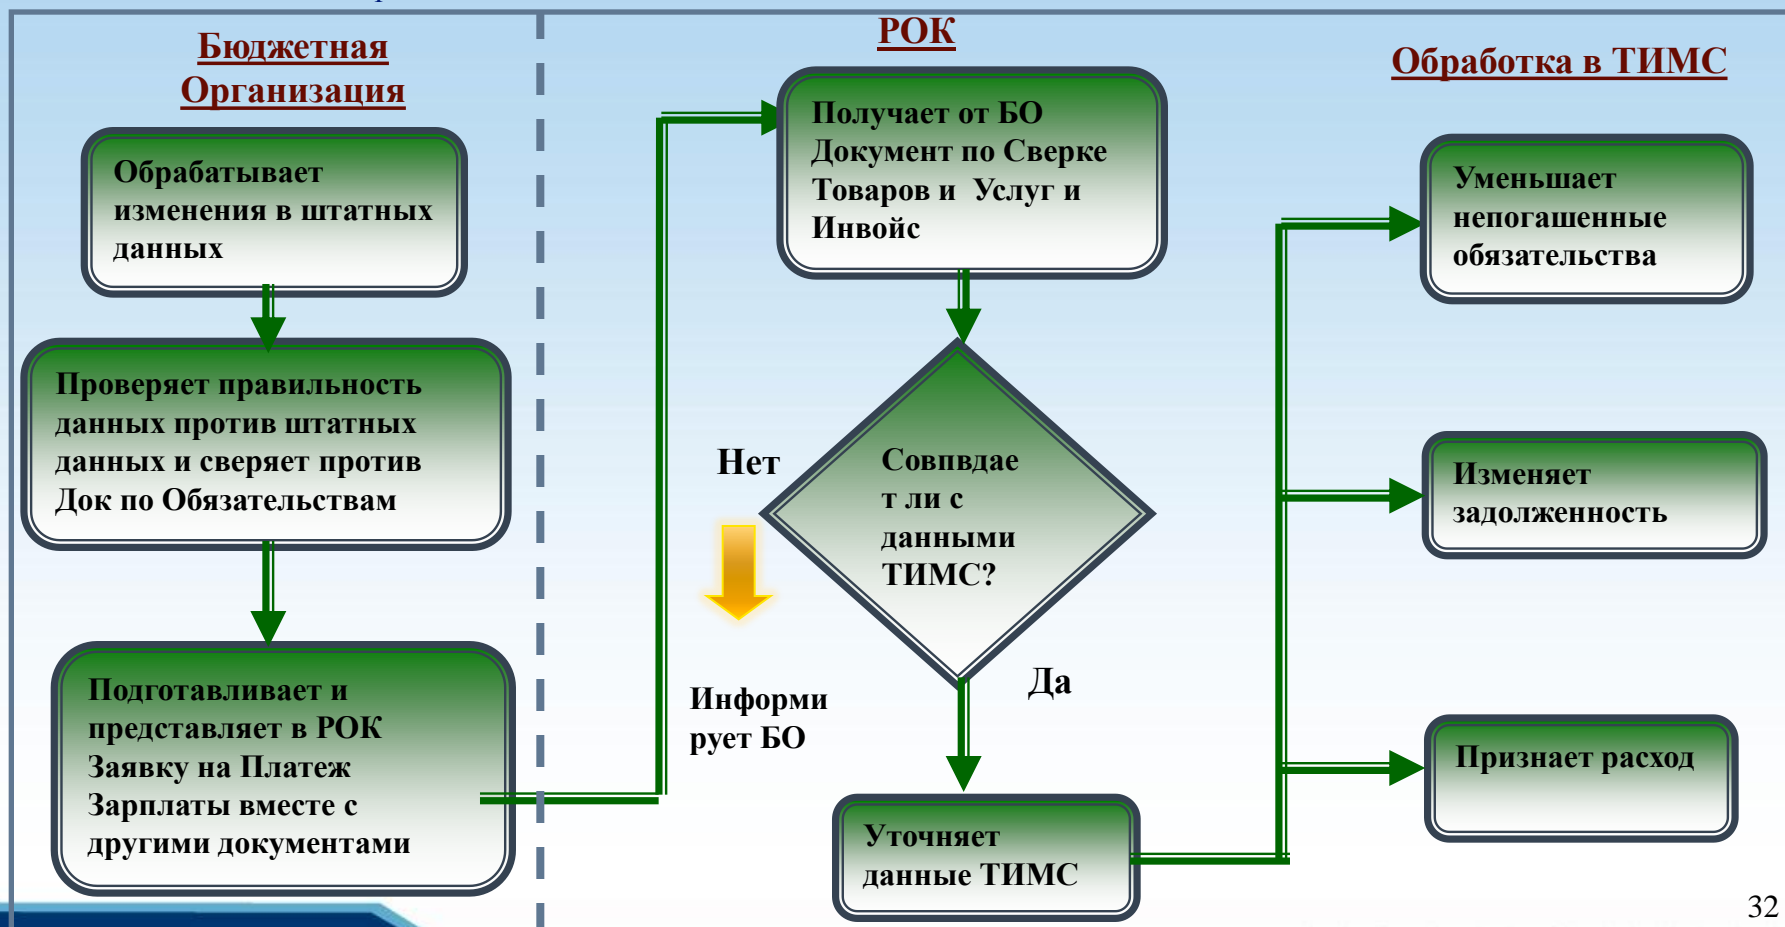 Бюджетная
Организация
Обрабатывает
изменения в штатных
данных
Проверяет правильность
данных против штатных
данных и сверяет против
Док по Обязательствам
Подготавливает и
представляет в РОК
Заявку на Платеж
Зарплаты вместе с
другими документами
РОК
Получает от БО
Документ по Сверке
Товаров и Услуг и
Инвойс
Нет
Совпвдае
т ли с
данными
ТИМС?
Информи
рует БО
Да
Уточняет
данные ТИМС
Обработка в ТИМС
Уменьшает
непогашенные
обязательства
Изменяет
задолженность
Признает расход
32